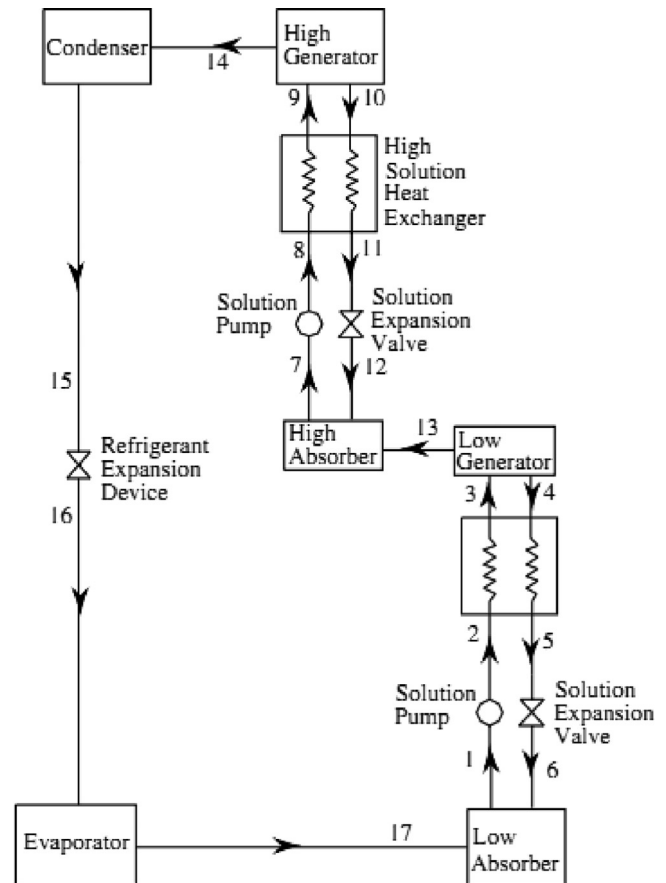 Condenser
14
High
Generator
9
10
High
Solution
Heat
Exchanger
8
11
Solution
Pump
Solution
Expansion
Valve
7
12
15
High
Absorber
13
Low
Generator
Refrigerant
Expansion
Device
3
4
16
2
5
Solution
Pump
Solution
Expansion
Valve
1
6
Evaporator
17
Low
Absorber